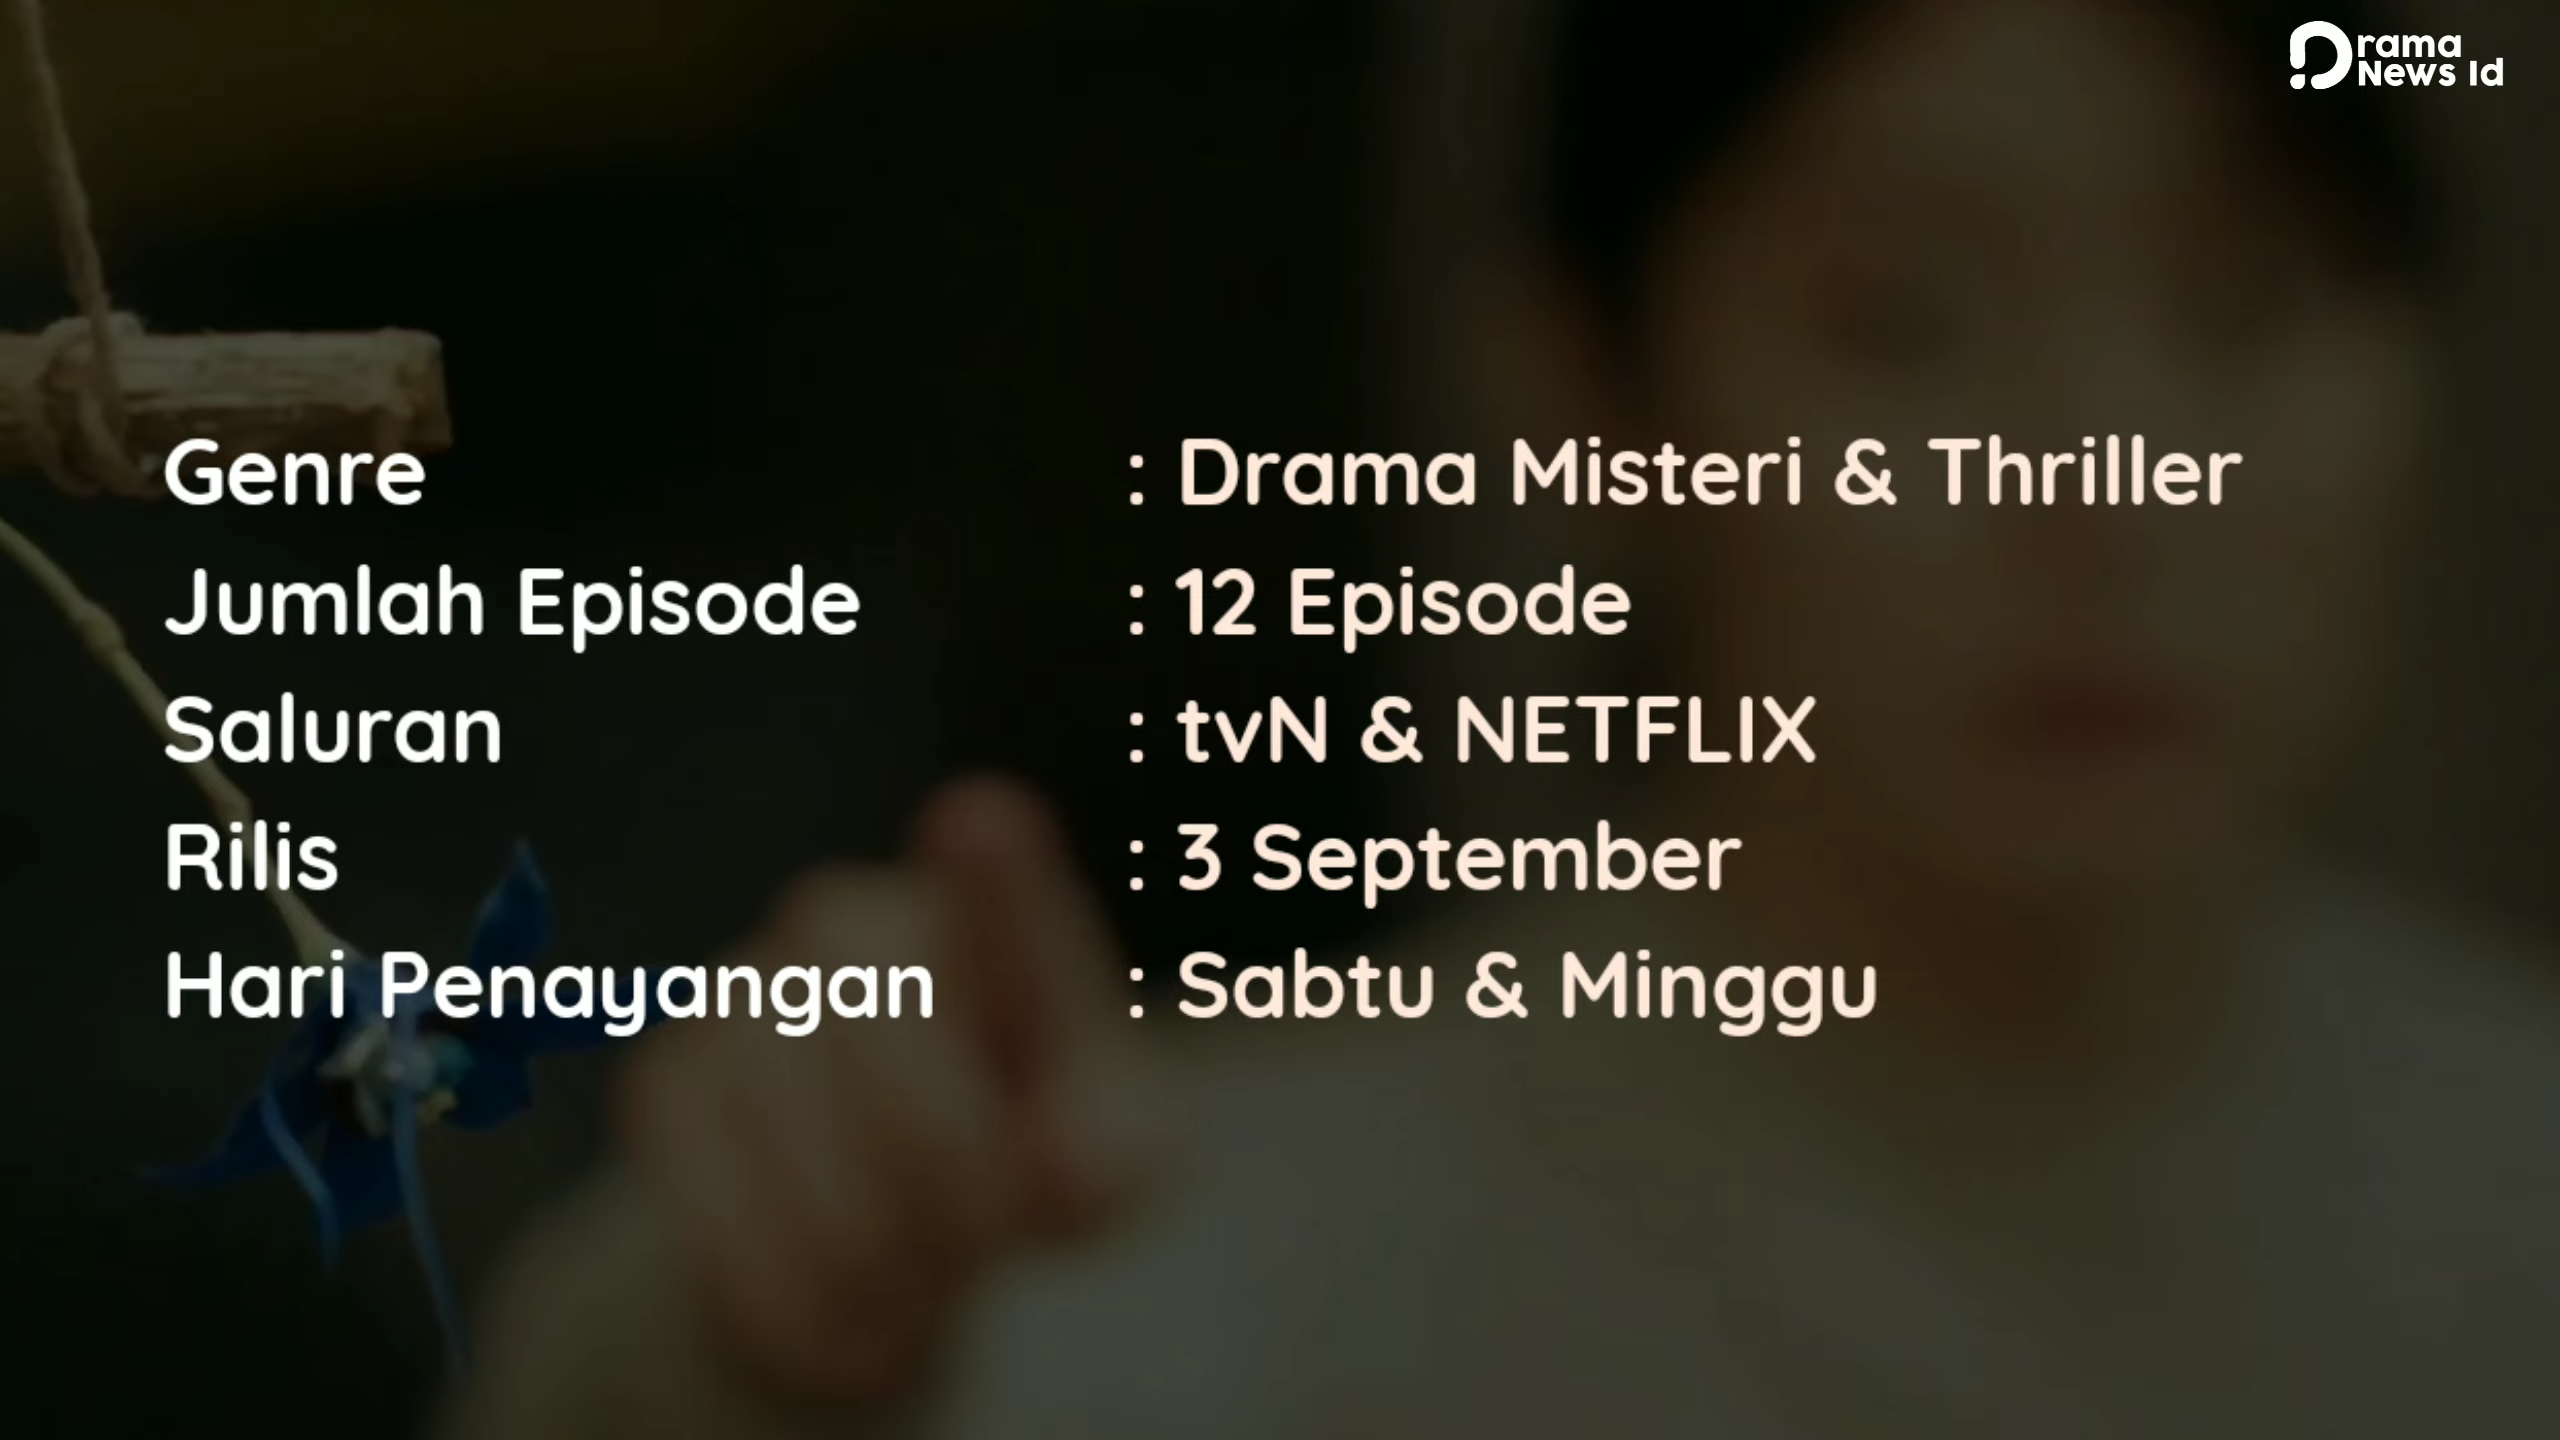 Drama
News Id
Genre : Drama Misteri & Thriller
Jumlah Episode : 12 Episode
Saluran : tvN & NETFLIX
Rilis : 3 September
Hari Penayangan : Sabtu & Minggu